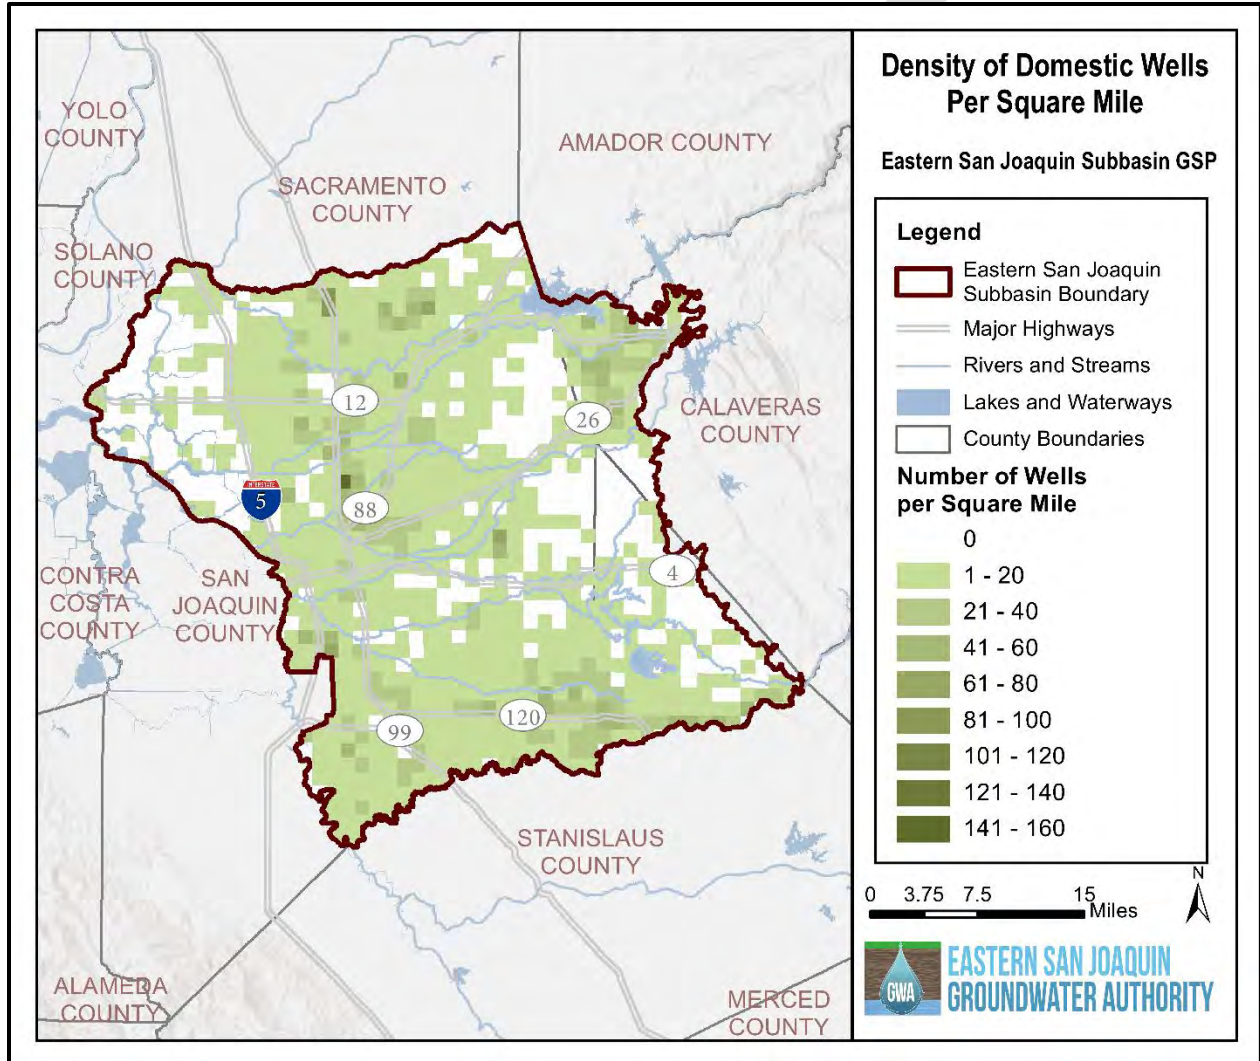 Density of Domestic Wells
Per Square Mile
Eastern San Joaquin Subbasin GSP
Legend
Eastern San Joaquin
Subbasin Boundary
Major Highways
Rivers and Streams
Lakes and Waterways
County Boundaries
Number of Wells
per Square Mile
0
1 - 20
21 - 40
41 - 60
61 - 80
81 - 100
101 - 120
121 - 140
141 - 160
0 3.75 7.5 15
Miles
N
GWA
EASTERN SAN JOAQUIN
GROUNDWATER AUTHORITY
YOLO
COUNTY
AMADOR COUNTY
SACRAMENTO
COUNTY
SOLANO
COUNTY
12
26
CALAVERAS
COUNTY
INTERSTATE
5
88
CONTRA
COSTA
COUNTY
SAN
JOAQUIN
COUNTY
4
99
120
STANISLAUS
COUNTY
ALAMEDA
COUNTY
MERCED
COUNTY